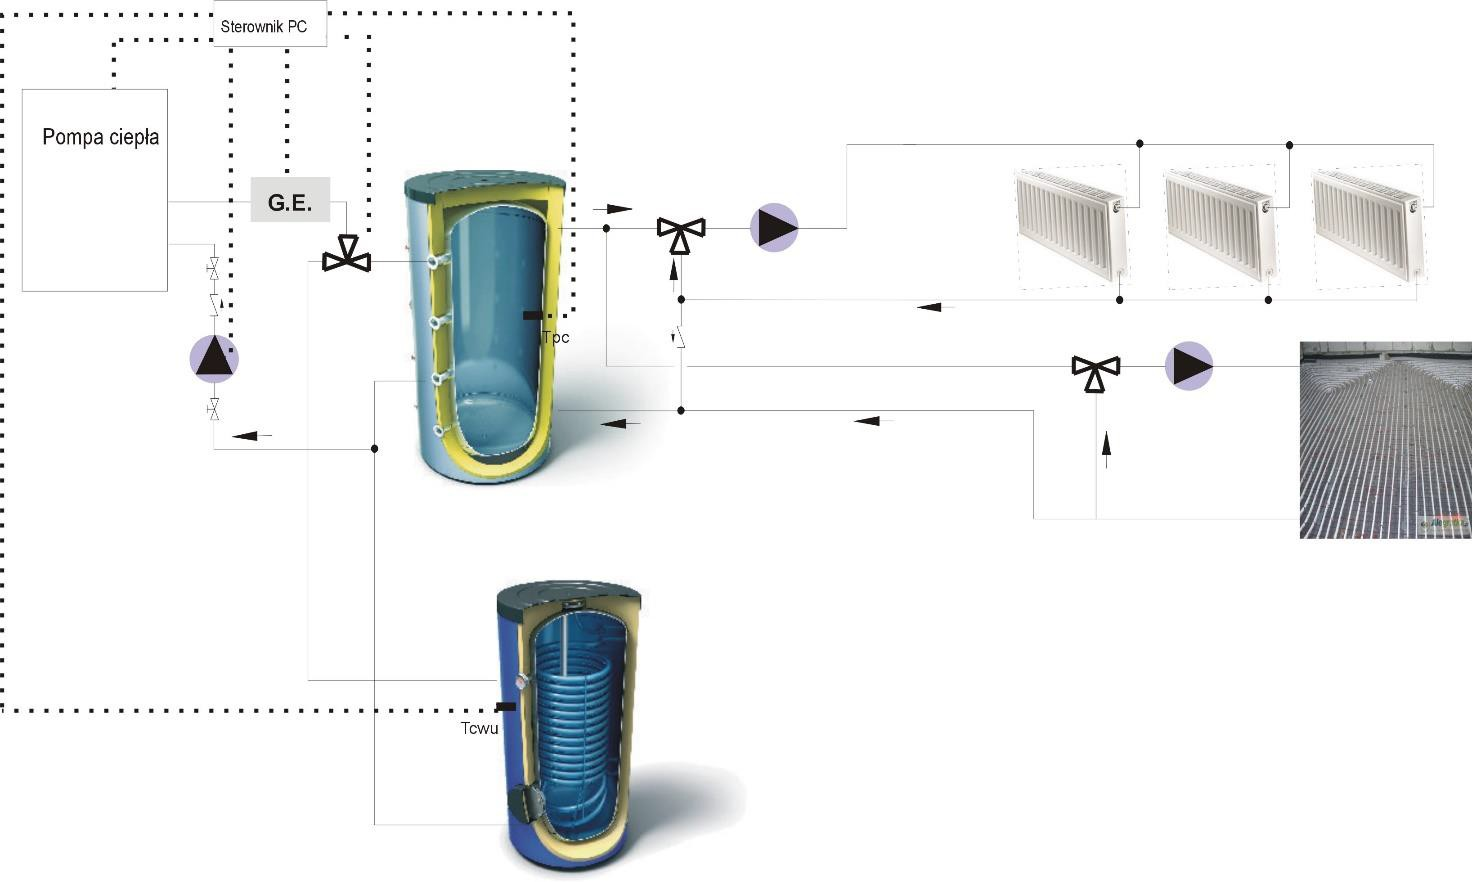 Sterownik PC
Pompa ciepła
G.E.
Tpc
Tcwu